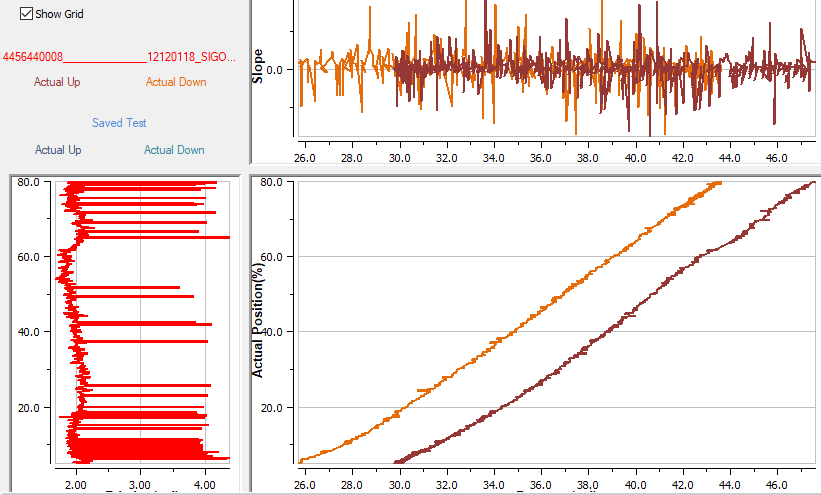 Show Grid
4456440008 12120118_SIGO...
Actual Up Actual Down
Saved Test
Actual Up Actual Down
Slope
0.0
26.0 28.0 30.0 32.0 34.0 36.0 38.0 40.0 42.0 44.0 46.0
80.0
60.0
40.0
20.0
2.00 3.00 4.00
Actual Position(%)
80.0
60.0
40.0
20.0
26.0 28.0 30.0 32.0 34.0 36.0 38.0 40.0 42.0 44.0 46.0